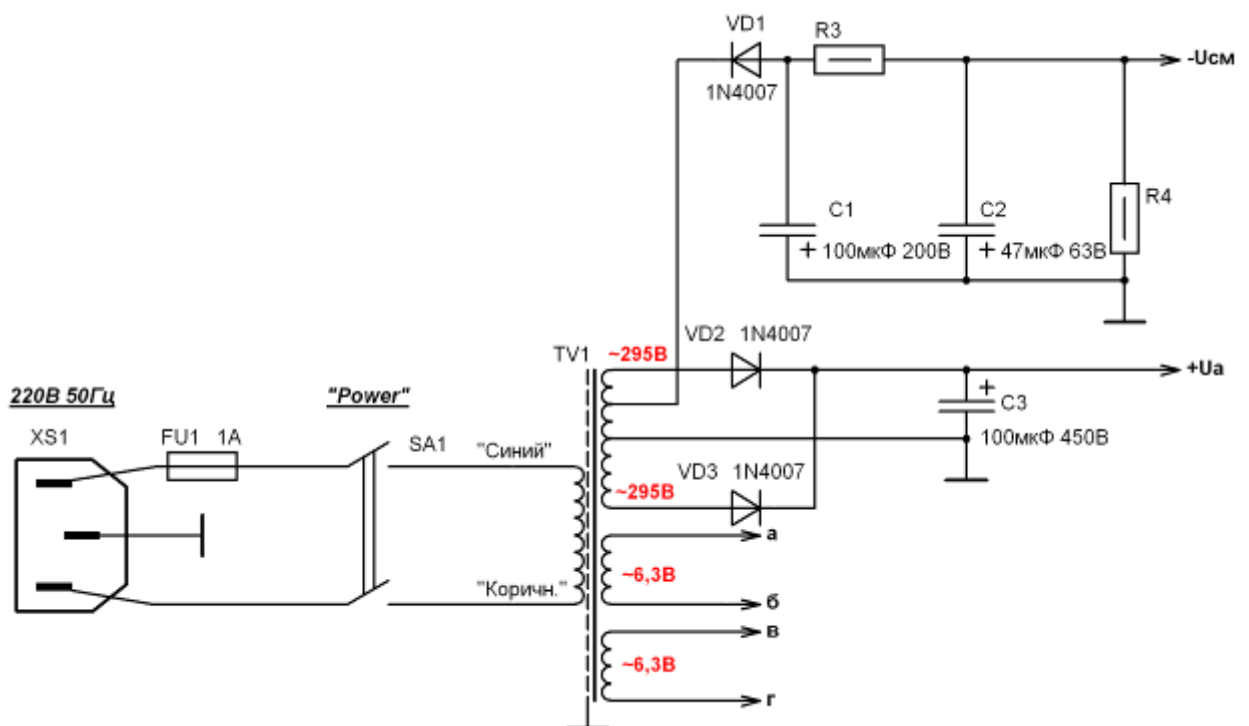 VD1
R3
-Uсм
1N4007
R4
C1
C2
+ 100мкФ 200В
+ 47мкФ 63В
VD2 1N4007
TV1
~295В
+Ua
220В 50Гц
"Power"
+
C3
XS1
FU1 1A
SA1
"Синий"
100мкФ 450В
VD3 1N4007
~295В
а
~6,3В
"Коричн."
б
в
~6,3В
г